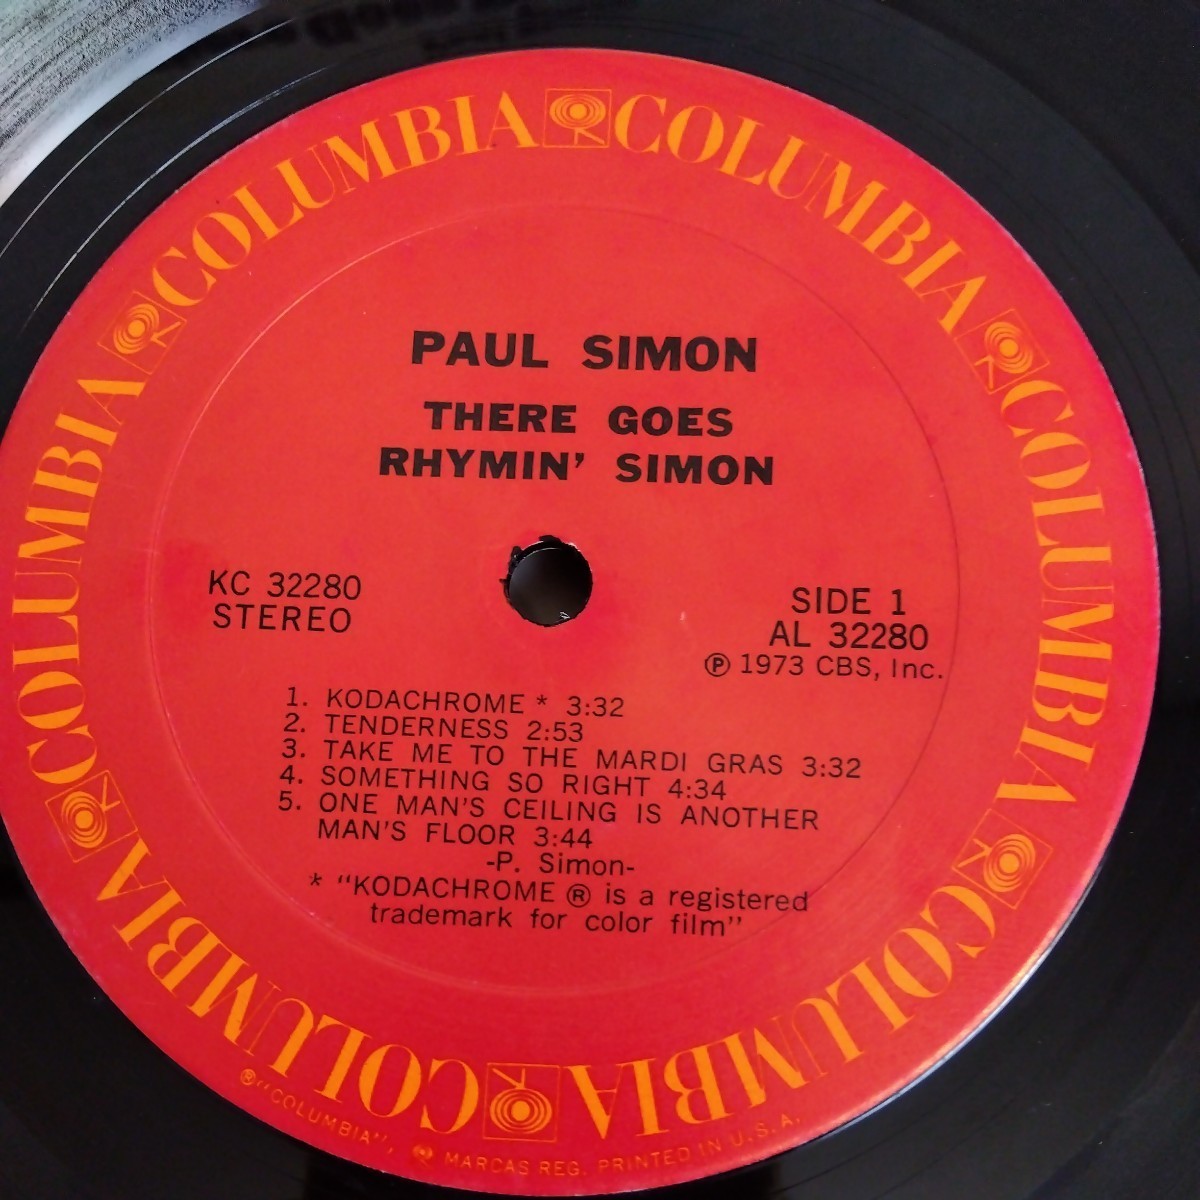 COLUMBIA COLUMBIA COLUMBIA COLUMBIA COLUMBIA COLUMBIA
PAUL SIMON
THERE GOES
RHYMIN' SIMON
KC 32280
STEREO
SIDE 1
AL 32280
℗ 1973 CBS, Inc.
1. KODACHROME * 3:32
2. TENDERNESS 2:53
3. TAKE ME TO THE MARDI GRAS 3:32
4. SOMETHING SO RIGHT 4:34
5. ONE MAN'S CEILING IS ANOTHER
MAN'S FLOOR 3:44
-P. Simon-
* "KODACHROME ® is a registered
trademark for color film"
® "COLUMBIA", MARCAS REG. PRINTED IN U.S.A.